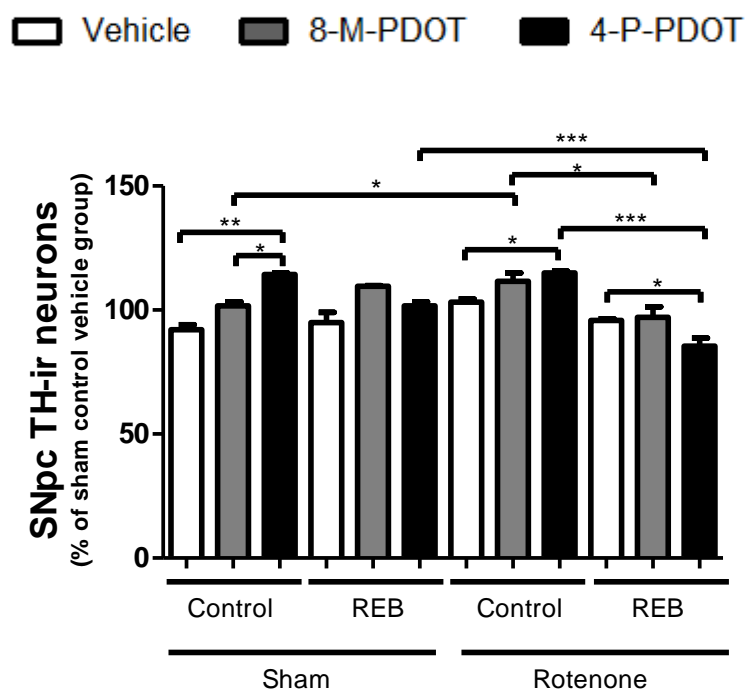 Vehicle 8-M-PDOT 4-P-PDOT
***
150
*
*
**
***
*
*
*
100
50
0
SNpc TH-ir neurons
(% of sham control vehicle group)
Control REB Control REB
Sham Rotenone